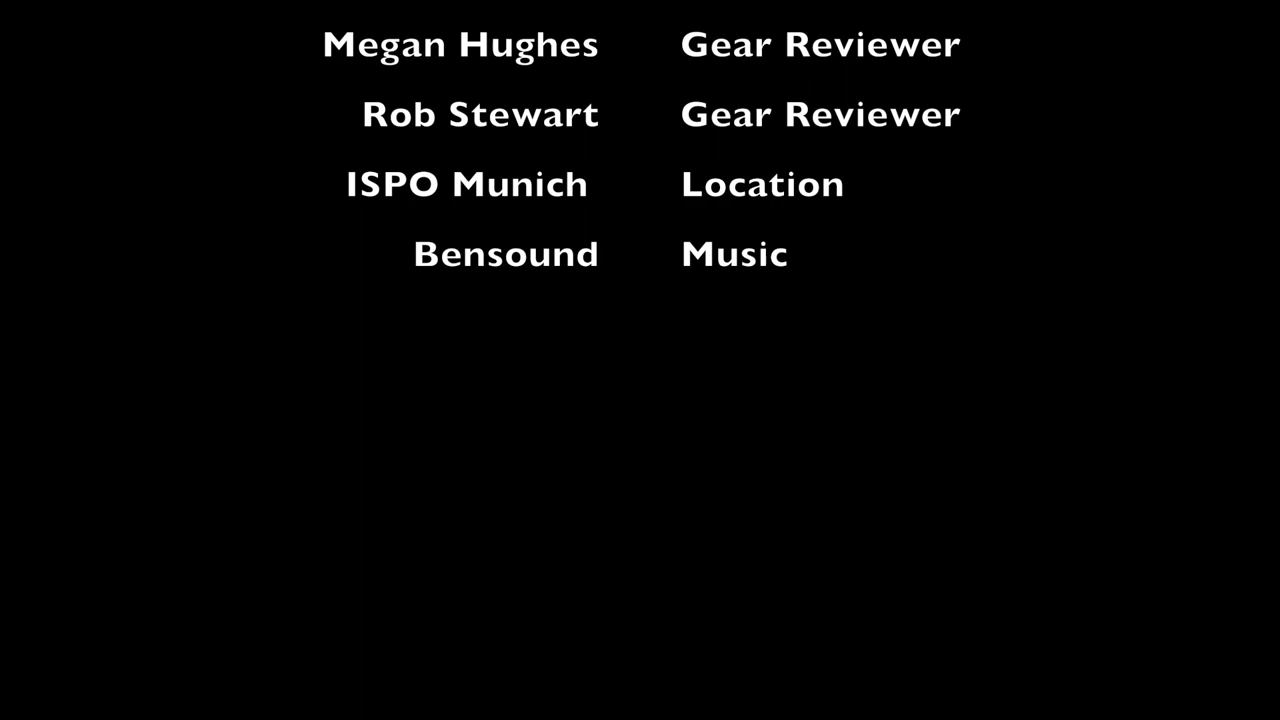 Megan Hughes Gear Reviewer
Rob Stewart Gear Reviewer
ISPO Munich Location
Bensound Music